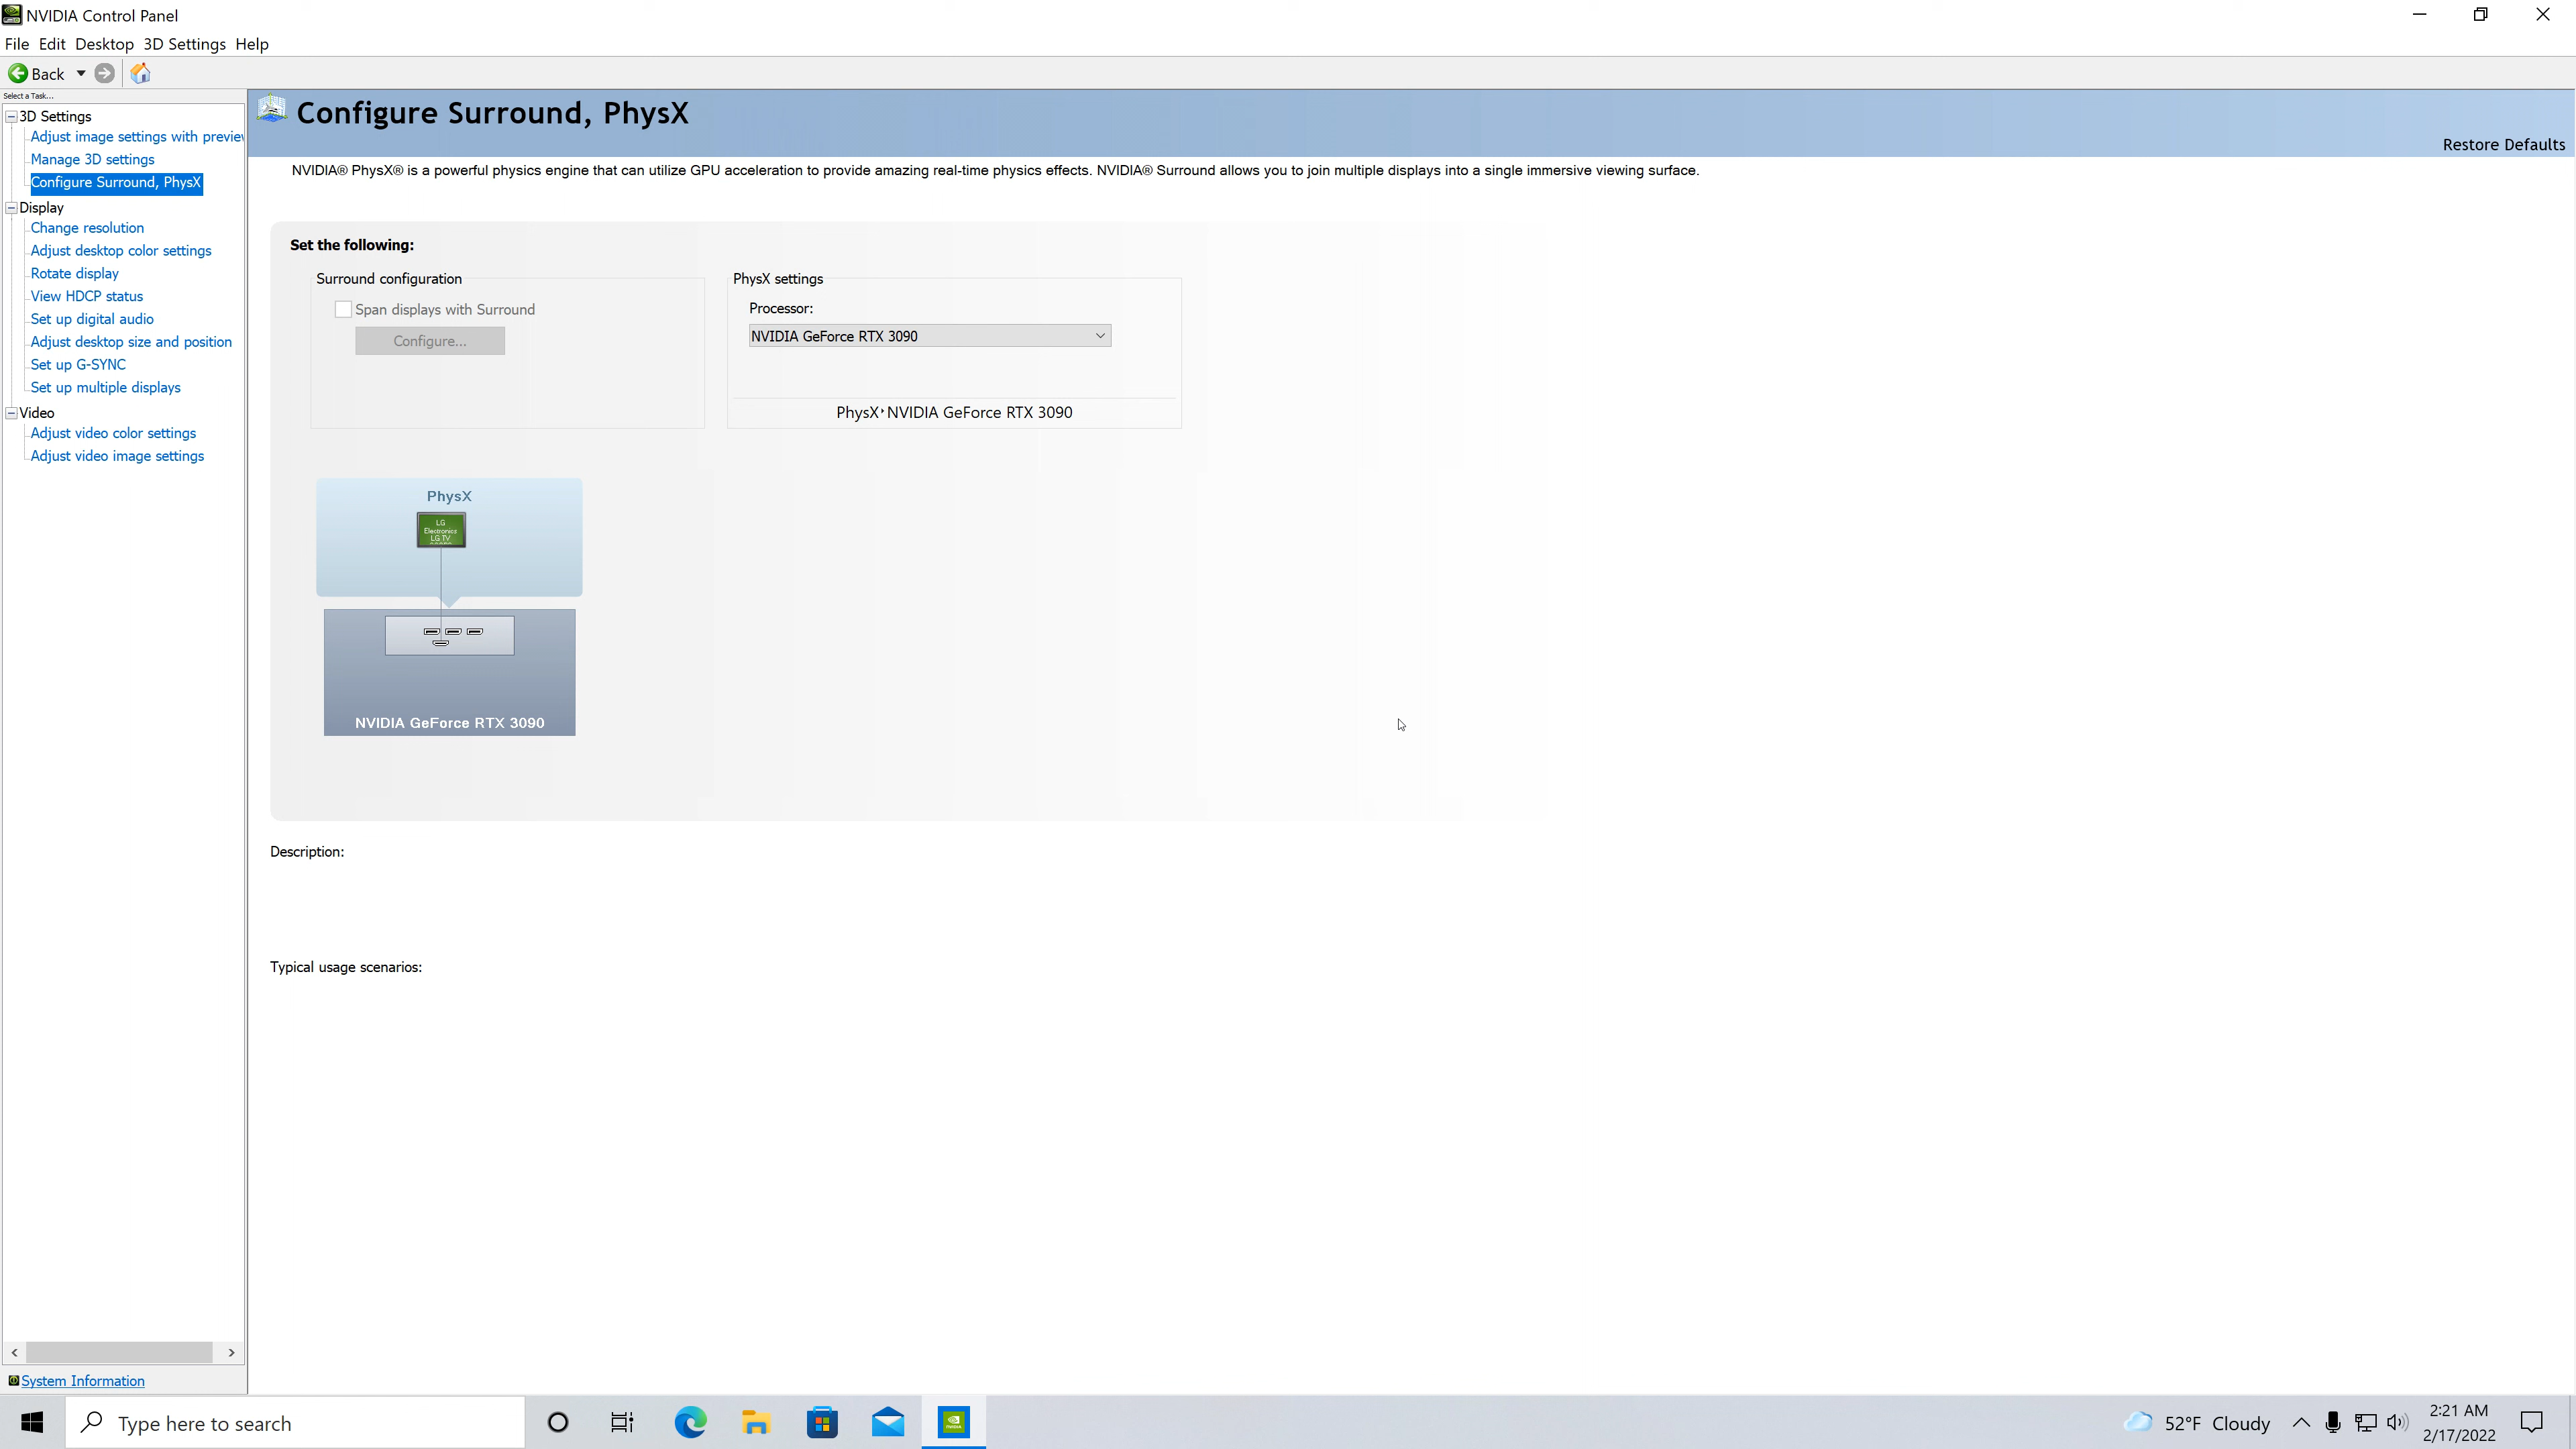 NVIDIA Control Panel
File Edit Desktop 3D Settings Help
Back
Select a Task...
3D Settings
Adjust image settings with preview
Manage 3D settings
Configure Surround, PhysX
Display
Change resolution
Adjust desktop color settings
Rotate display
View HDCP status
Set up digital audio
Adjust desktop size and position
Set up G-SYNC
Set up multiple displays
Video
Adjust video color settings
Adjust video image settings
System Information
Configure Surround, PhysX
Restore Defaults
NVIDIA® PhysX® is a powerful physics engine that can utilize GPU acceleration to provide amazing real-time physics effects. NVIDIA® Surround allows you to join multiple displays into a single immersive viewing surface.
Set the following:
Surround configuration
Span displays with Surround
Configure...
PhysX settings
Processor:
NVIDIA GeForce RTX 3090
PhysX NVIDIA GeForce RTX 3090
PhysX
LG
Electronics
LG TV
NVIDIA GeForce RTX 3090
Description:
Typical usage scenarios:
Type here to search
52°F Cloudy
2:21 AM
2/17/2022